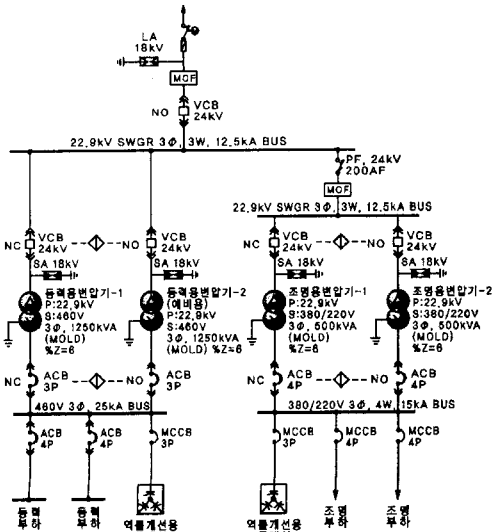 LA
18kV
MOF
VCB
24kV
NO
22.9kV SWGR 3Φ, 3W, 12.5kA BUS
PF, 24kV
200AF
MOF
22.9kV SWGR 3Φ, 3W, 12.5kA BUS
NC
VCB
24kV
NO
VCB
24kV
NC
VCB
24kV
NO
VCB
24kV
SA 18kV
SA 18kV
SA 18kV
SA 18kV
동력용변압기-1
P:22.9kV
S:460V
3Φ, 1250kVA
(MOLD)
%Z=6
동력용변압기-2
(예비용)
P:22.9kV
S:460V
3Φ, 1250kVA
(MOLD) %Z=6
조명용변압기-1
P:22.9kV
S:380/220V
3Φ, 500kVA
(MOLD)
%Z=6
조명용변압기-2
P:22.9kV
S:380/220V
3Φ, 500kVA
(MOLD)
%Z=6
NC
ACB
3P
NO
ACB
3P
NC
ACB
4P
NO
ACB
4P
460V 3Φ, 25kA BUS
380/220V 3Φ, 4W, 15kA BUS
ACB
4P
ACB
4P
MCCB
3P
MCCB
3P
MCCB
4P
MCCB
4P
동력
부하
동력
부하
역률개선용
역률개선용
조명
부하
조명
부하